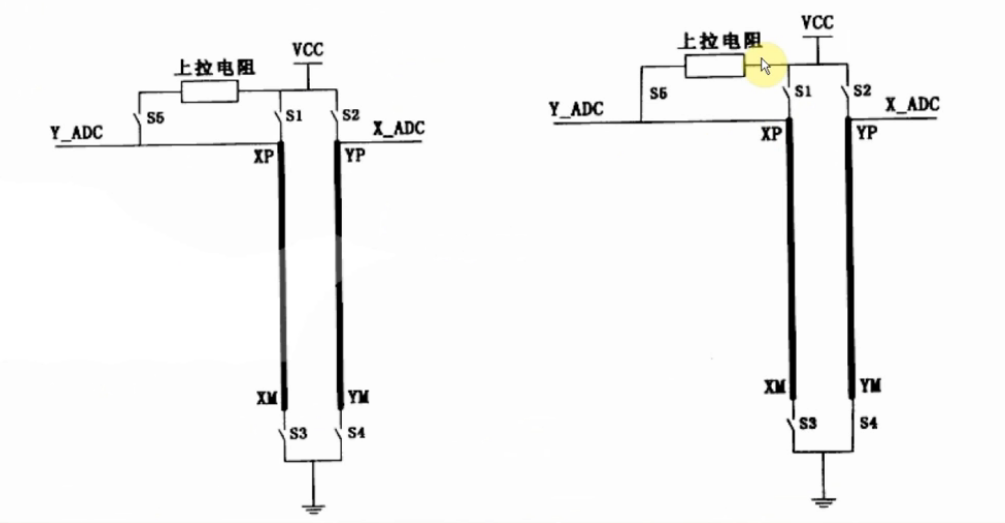 VCC
上拉电阻
S5
S1
S2
Y_ADC
X_ADC
XP
YP
XM
YM
S3
S4
VCC
上拉电阻
S5
S1
S2
Y_ADC
X_ADC
XP
YP
XM
YM
S3
S4